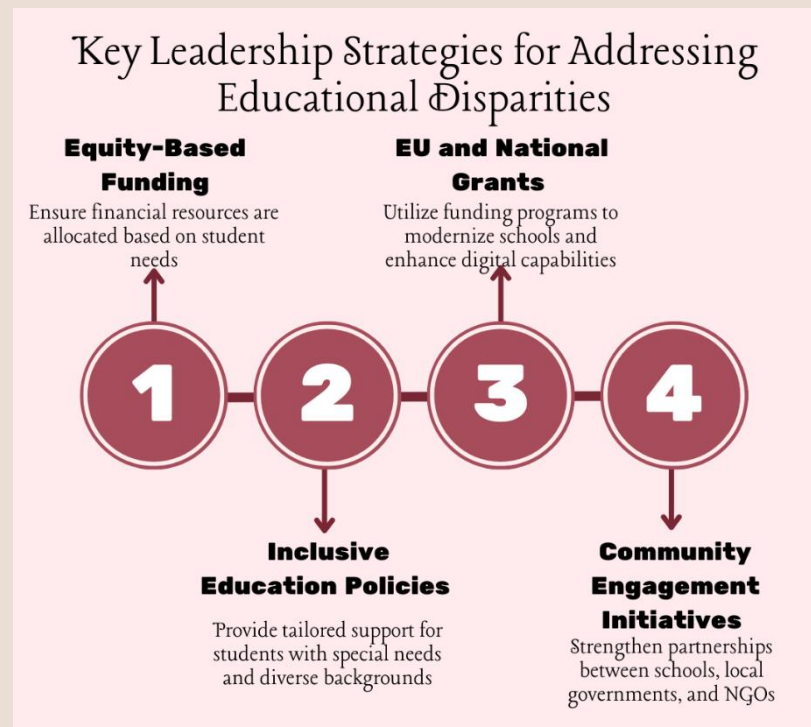 Key Leadership Strategies for Addressing
Educational Disparities
Equity-Based
Funding
Ensure financial resources are
allocated based on student
needs
EU and National
Grants
Utilize funding programs to
modernize schools and
enhance digital capabilities
1
2
3
4
Inclusive
Education Policies
Provide tailored support for
students with special needs
and diverse backgrounds
Community
Engagement
Initiatives
Strengthen partnerships
between schools, local
governments, and NGOs